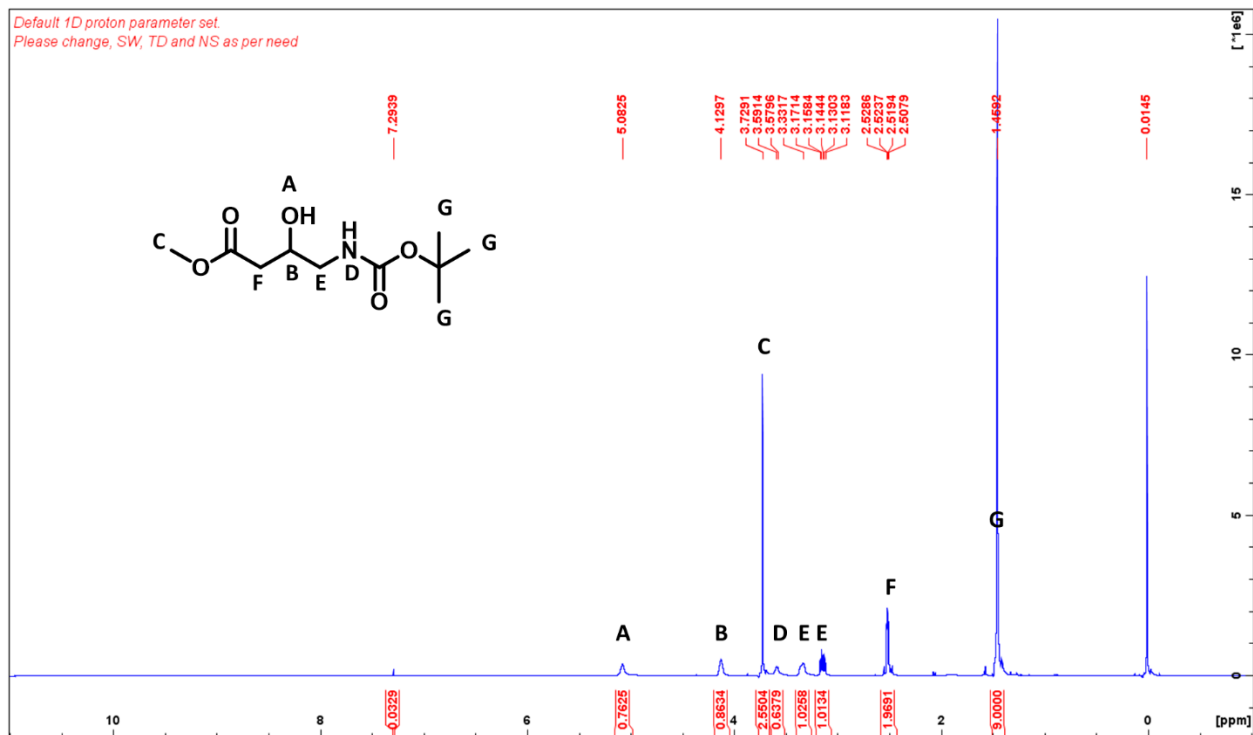 Default 1D proton parameter set.
Please change, SW, TD and NS as per need
[*1e6]
7.2939
5.0825
4.1297
3.7291
3.5914
3.5796
3.3317
3.1714
3.1584
3.1444
3.1303
3.1183
2.5286
2.5237
2.5194
2.5079
1.4592
0.0145
A
O OH H G
C N O G
O F B E D
O G
15
10
5
0
C
G
F
A B D E E
0.0329
0.7625
0.8634
2.5504
0.6379
1.0258
1.0134
1.9691
9.0000
10 8 6 4 2 0 [ppm]